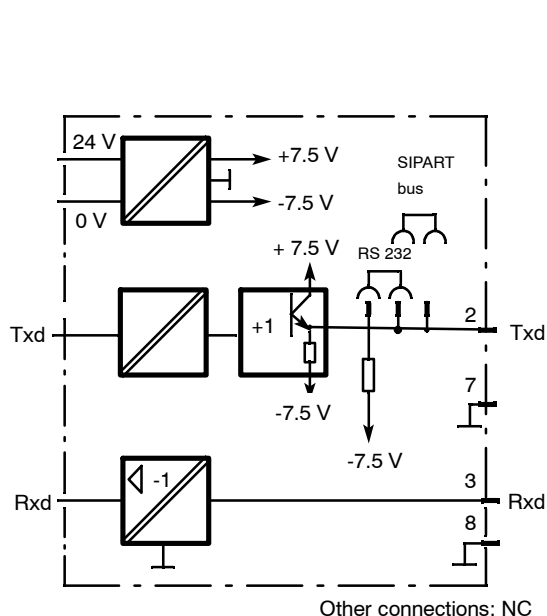 24 V
+7.5 V
SIPART
bus
-7.5 V
0 V
+ 7.5 V
RS 232
2
Txd
+1
Txd
7
-7.5 V
-7.5 V
-1
3
Rxd
Rxd
8
Other connections: NC